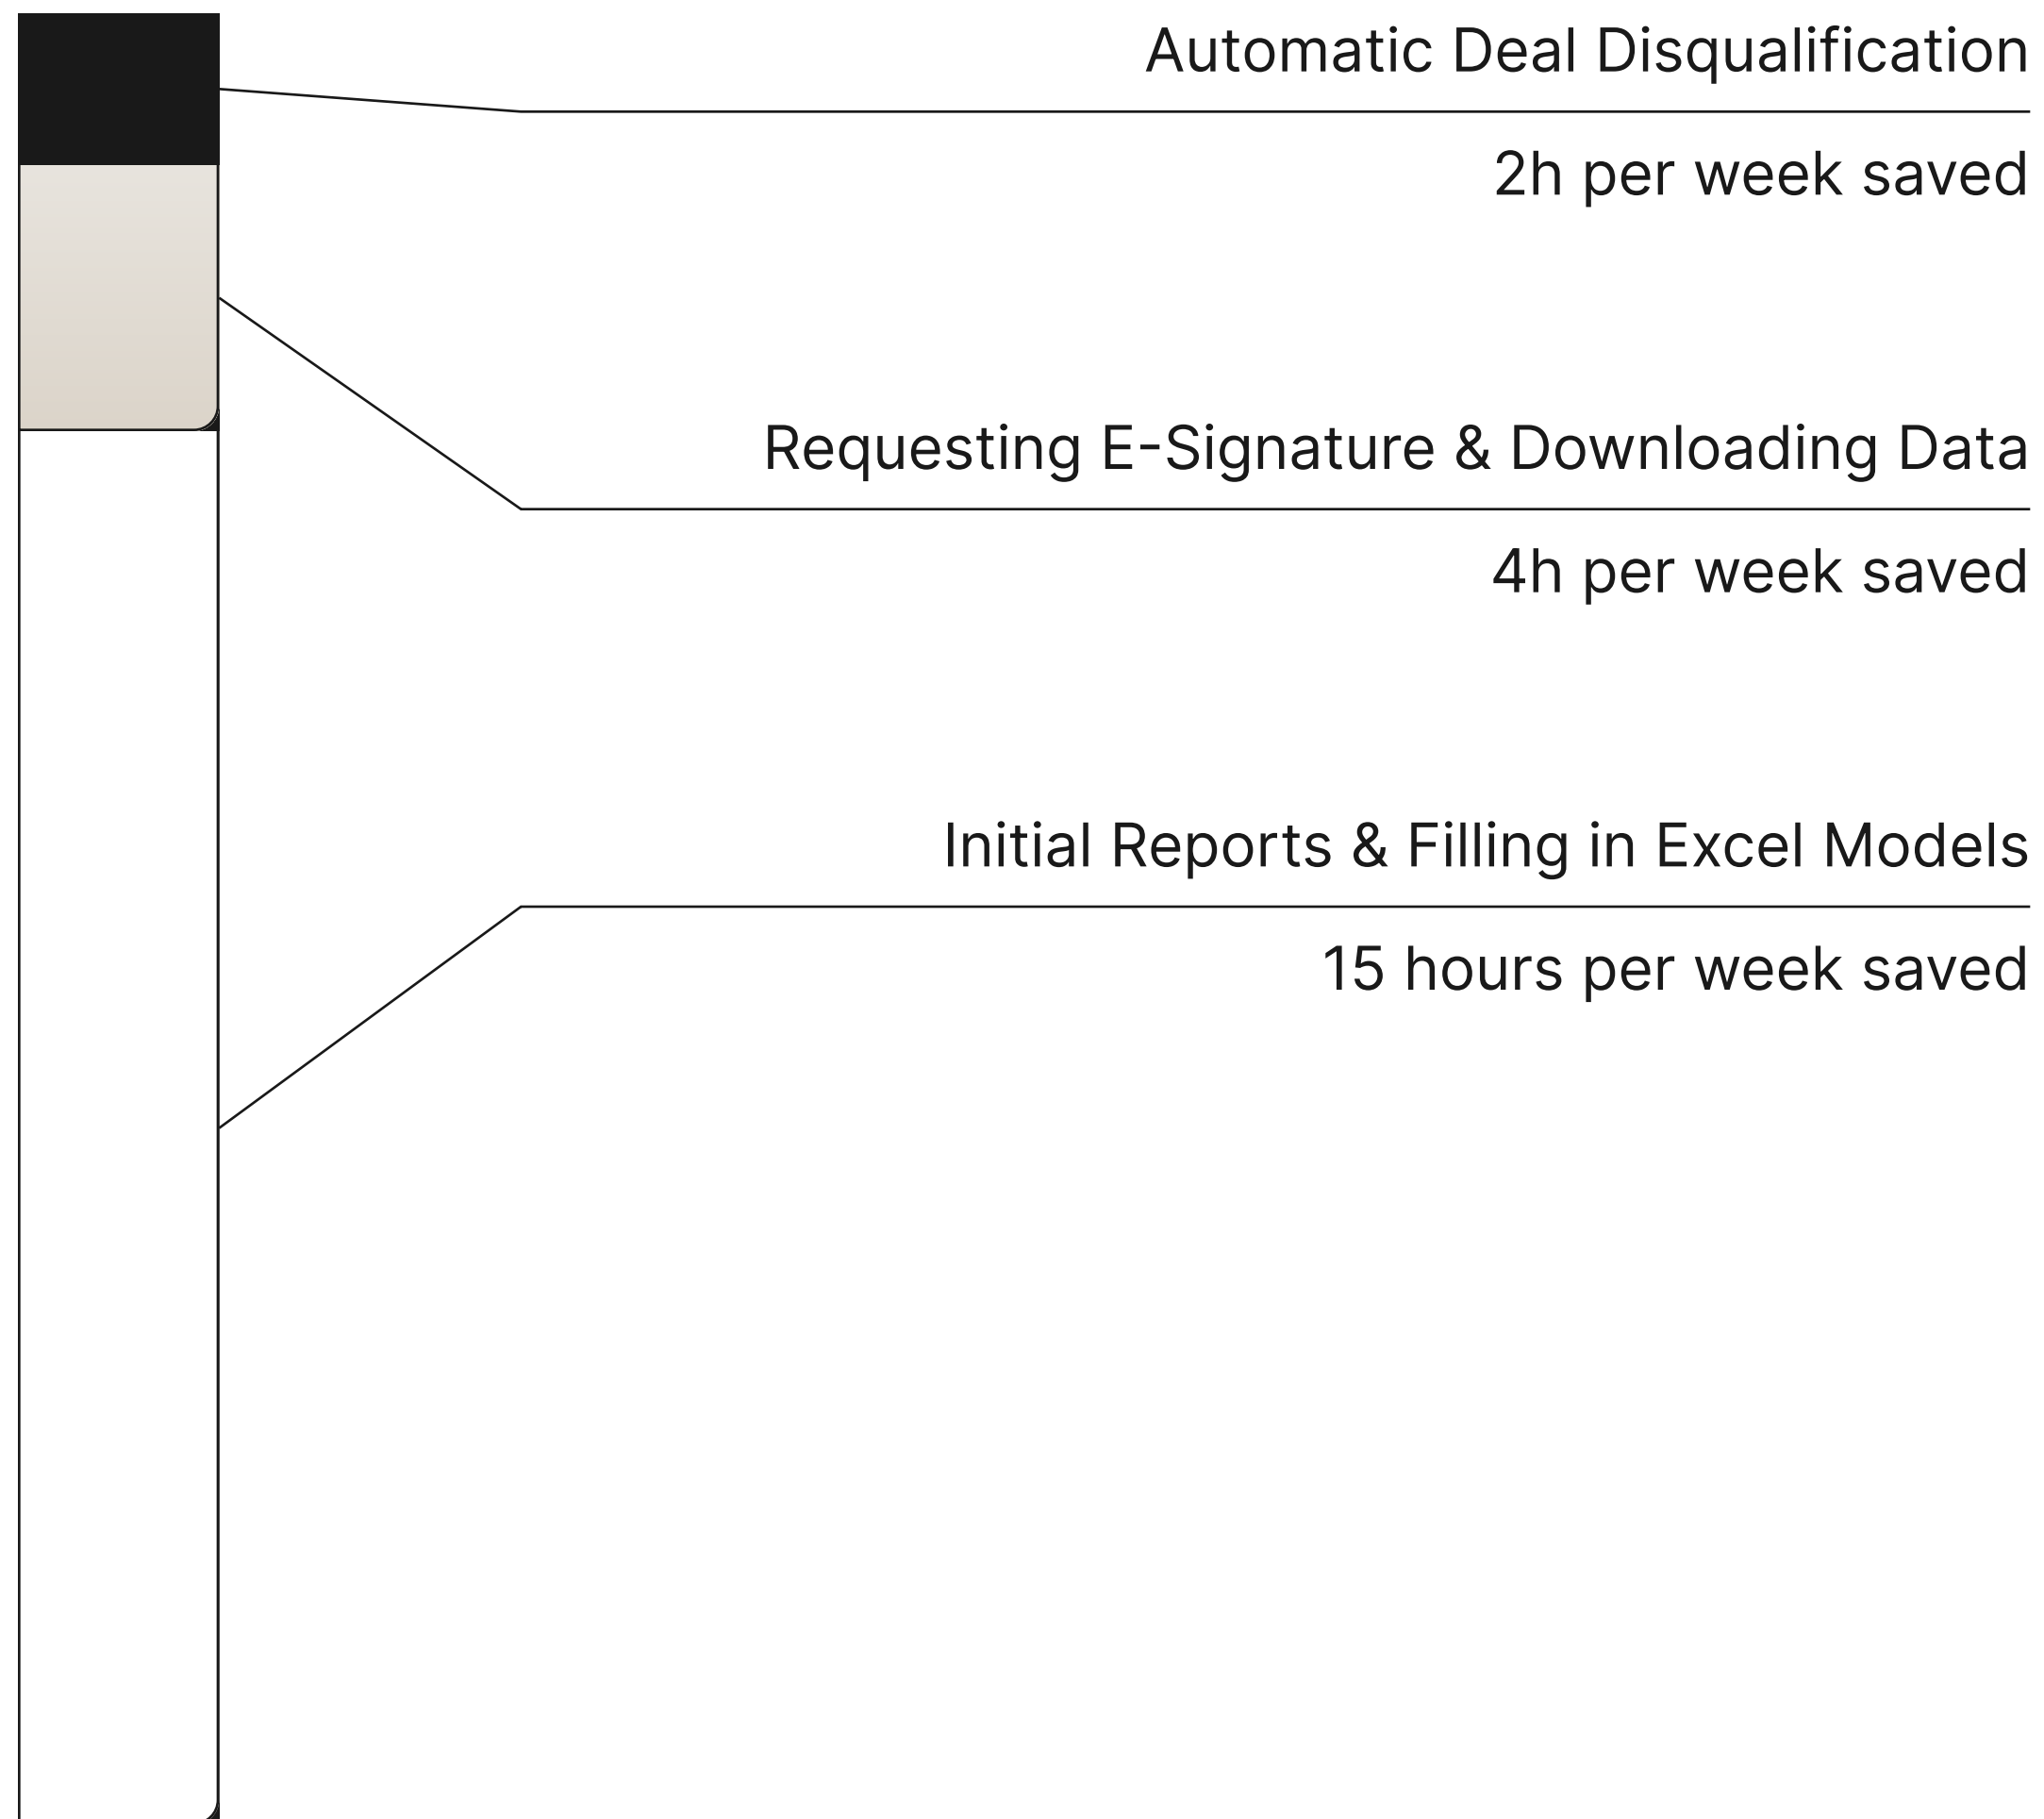 Automatic Deal Disqualification
2h per week saved
Requesting E-Signature & Downloading Data
4h per week saved
Initial Reports & Filling in Excel Models
15 hours per week saved